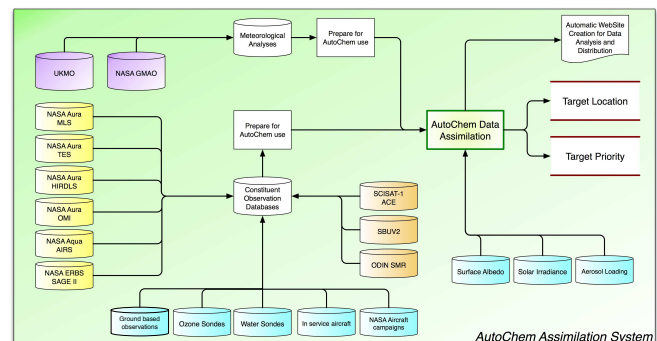 UKMO
NASA GMAO
Meteorological
Analyses
Prepare for
AutoChem use
Automatic WebSite
Creation for Data
Analysis and
Distribution
NASA Aura
MLS
NASA Aura
TES
NASA Aura
HIRDLS
NASA Aura
OMI
NASA Aqua
AIRS
NASA ERBS
SAGE II
Prepare for
AutoChem use
Constituent
Observation
Databases
SCISAT-1
ACE
SBUV2
ODIN SMR
AutoChem Data
Assimilation
Target Location
Target Priority
Surface Albedo
Solar Irradiance
Aerosol Loading
Ground based
observations
Ozone Sondes
Water Sondes
In service aircraft
NASA Aircraft
campaigns
AutoChem Assimilation System